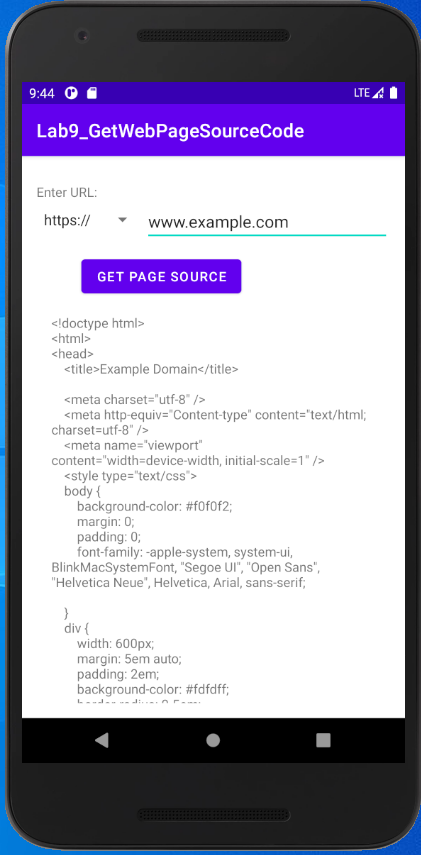 9:44 LTE
Lab9_GetWebPageSourceCode
Enter URL:
https:// www.example.com
GET PAGE SOURCE
<!doctype html>
<html>
<head>
    <title>Example Domain</title>

    <meta charset="utf-8" />
    <meta http-equiv="Content-type" content="text/html;
charset=utf-8" />
    <meta name="viewport"
content="width=device-width, initial-scale=1" />
    <style type="text/css">
    body {
        background-color: #f0f0f2;
        margin: 0;
        padding: 0;
        font-family: -apple-system, system-ui,
BlinkMacSystemFont, "Segoe UI", "Open Sans",
"Helvetica Neue", Helvetica, Arial, sans-serif;

    }
    div {
        width: 600px;
        margin: 5em auto;
        padding: 2em;
        background-color: #fdfdff;
        border-radius: 0.5em;